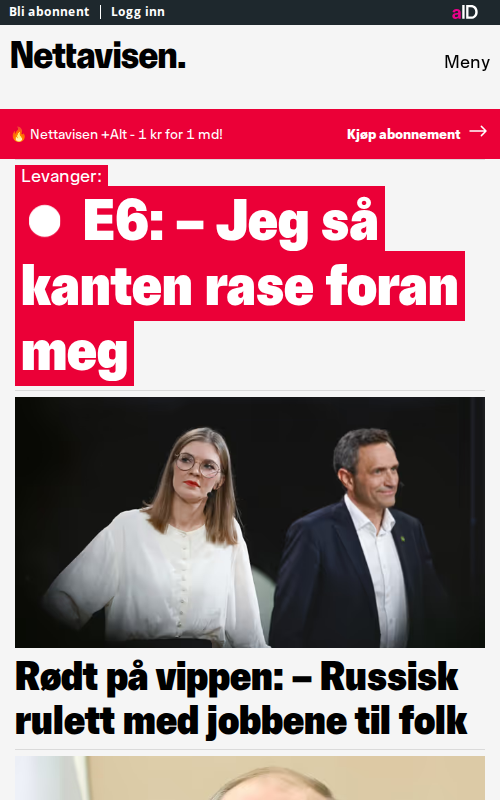 Bli abonnent | Logg inn
aID
Nettavisen.
Meny
🔥 Nettavisen +Alt - 1 kr for 1 md!
Kjøp abonnement →
Levanger:
E6: – Jeg så
kanten rase foran
meg
Rødt på vippen: – Russisk
rulett med jobbene til folk